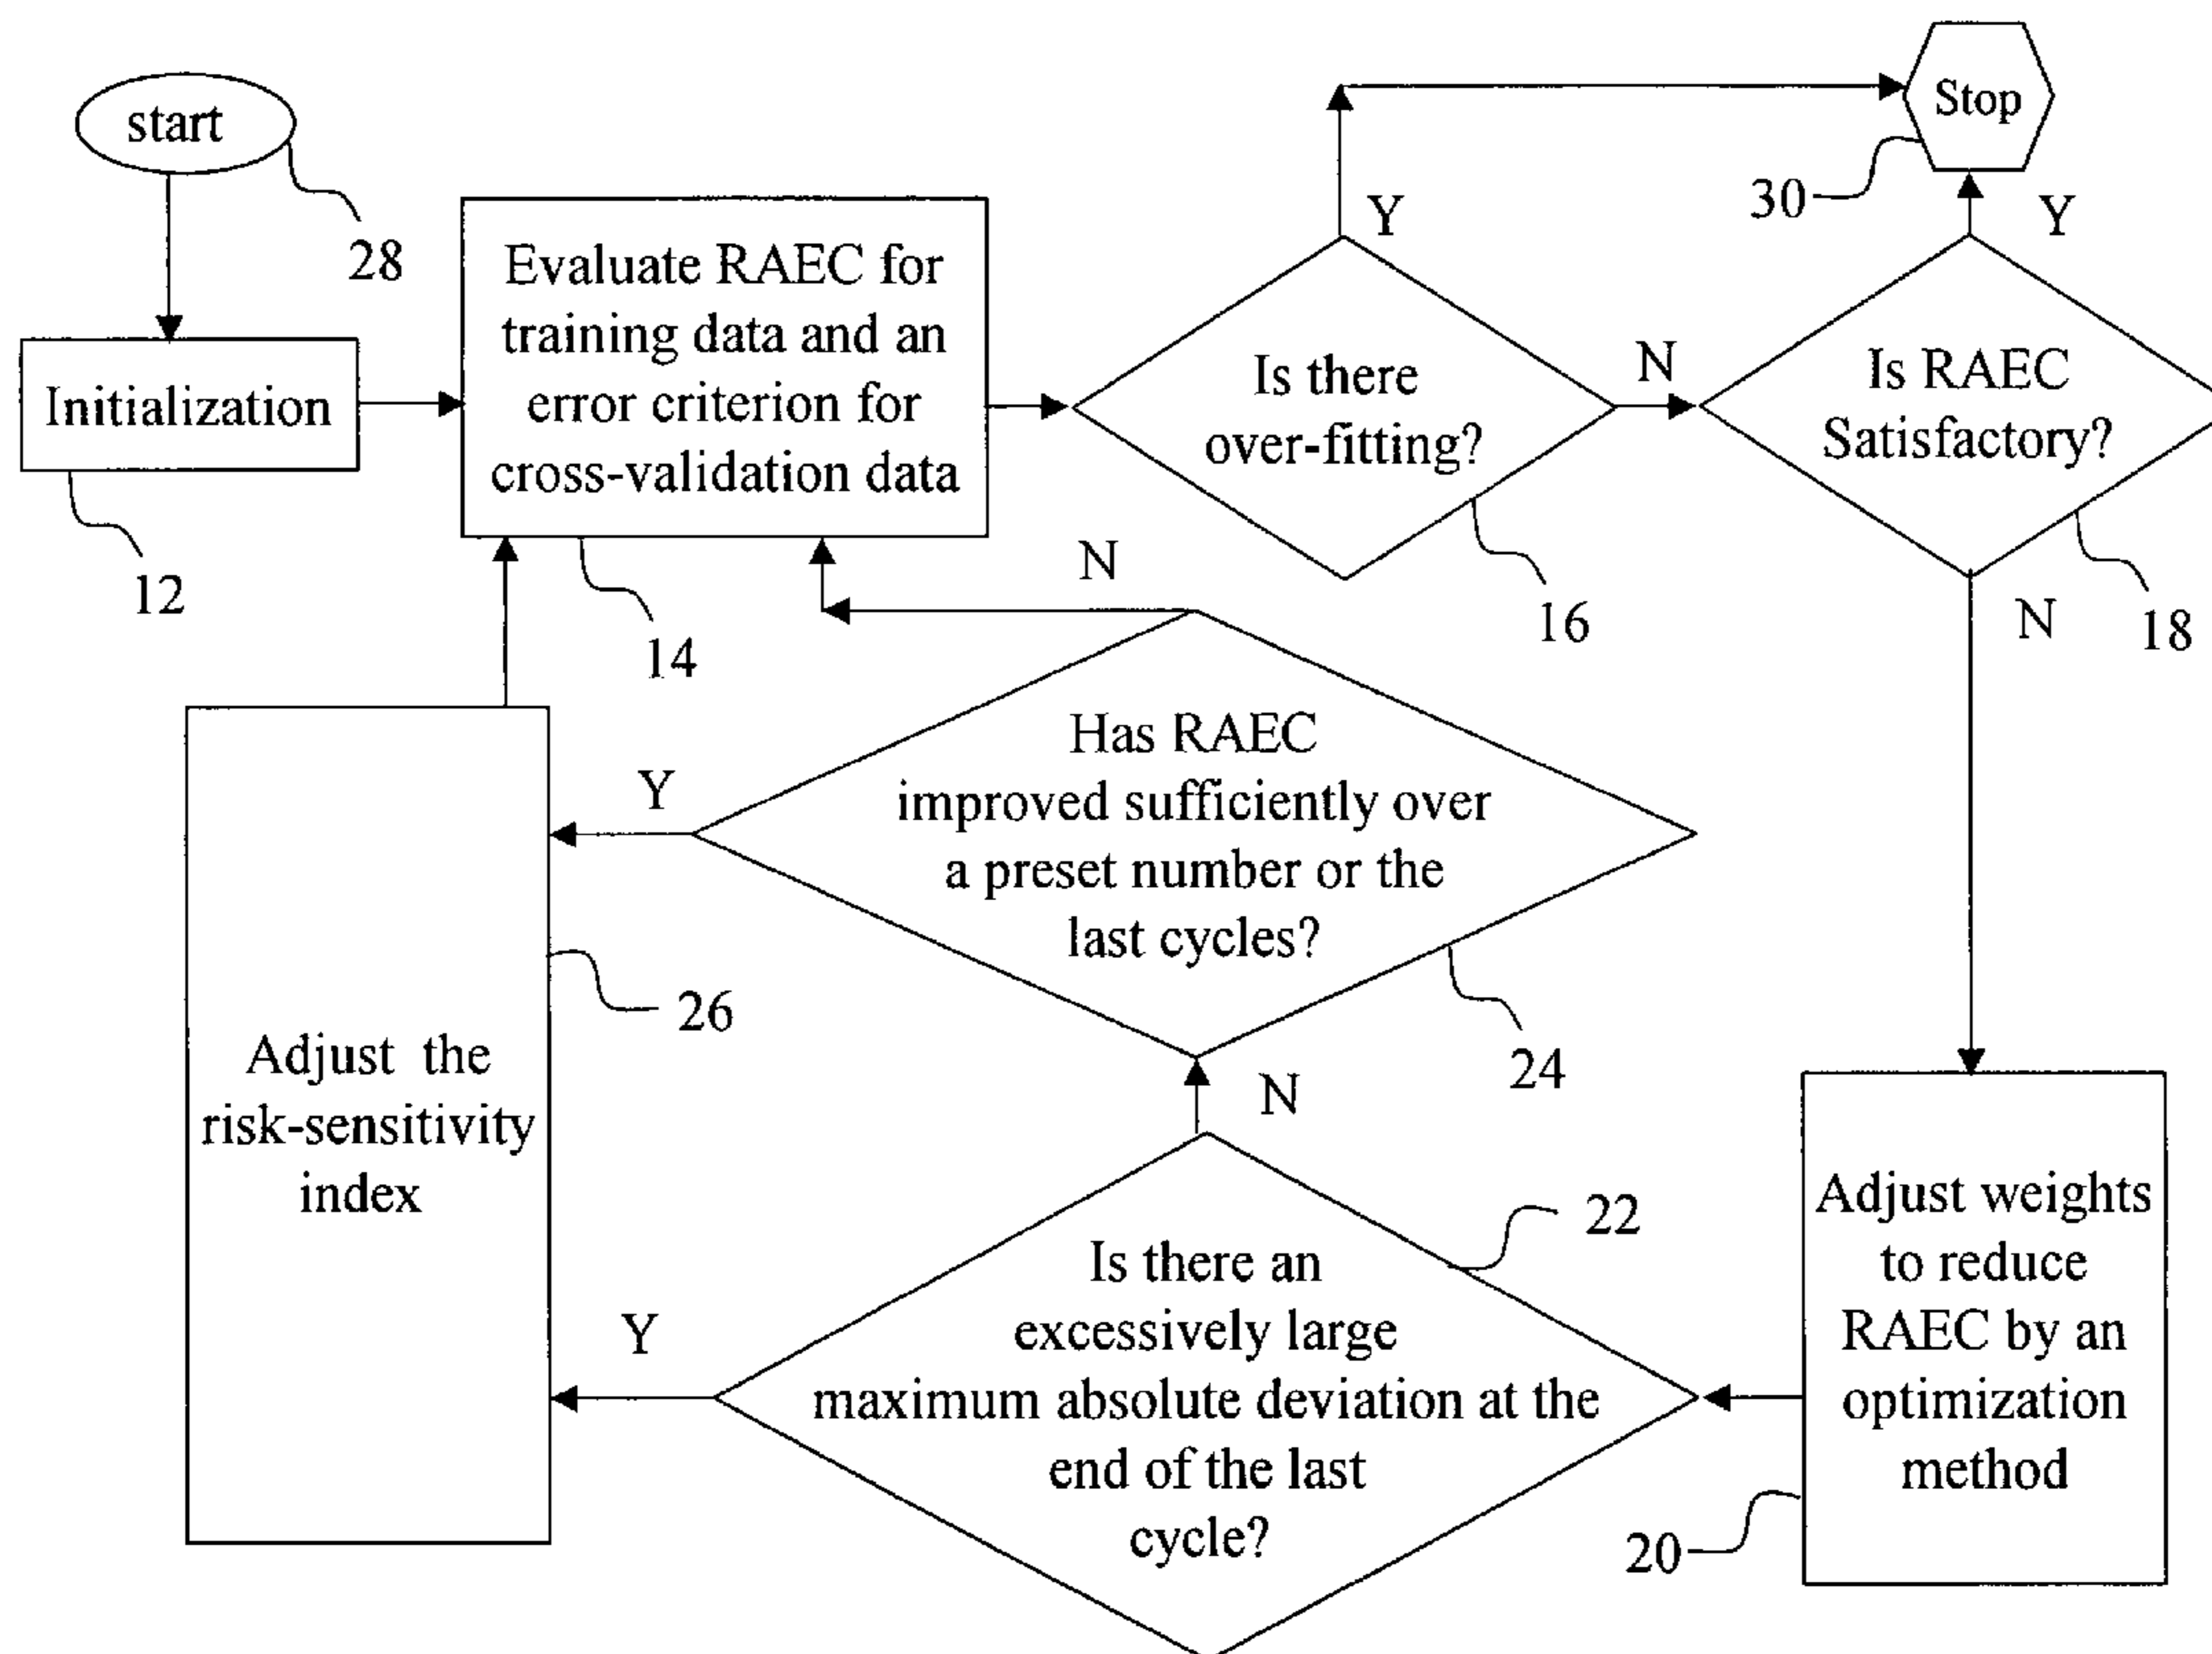 start
28
Initialization
12
Evaluate RAEC for
training data and an
error criterion for
cross-validation data
14
Is there
over-fitting?
16
Y
N
Stop
30
Y
Is RAEC
Satisfactory?
18
N
Adjust weights
to reduce
RAEC by an
optimization
method
20
Is there an
excessively large
maximum absolute deviation at the
end of the last
cycle?
22
Y
N
Has RAEC
improved sufficiently over
a preset number or the
last cycles?
24
N
Y
Adjust the
risk-sensitivity
index
26